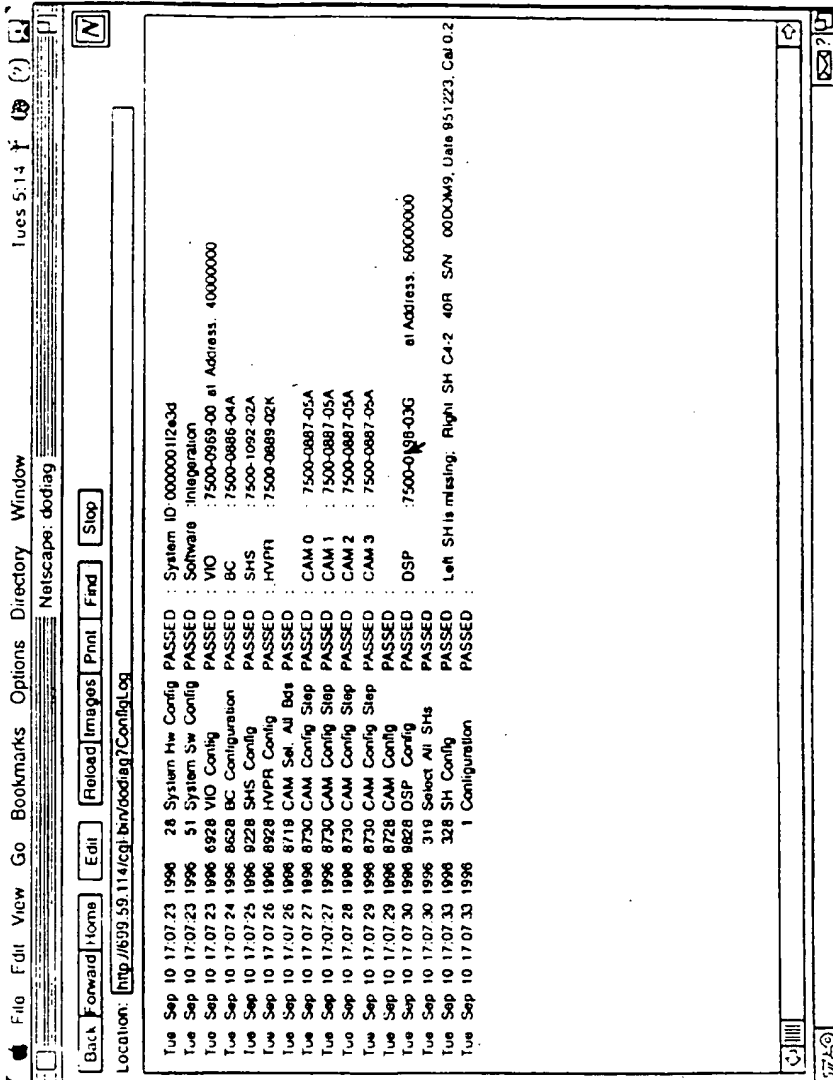 File Edit View Go Bookmarks Options Directory Window Tues 5:14
Netscape: dodiag
Back Forward Home Edit Reload Images Print Find Stop
N
Location: http://699.59.114/cgi-bin/dodiag?ConfigLog
Tue Sep 10 17:07:23 1996 28 System Hw Config PASSED : System ID:000000112e3d
Tue Sep 10 17:07:23 1996 51 System Sw Config PASSED : Software :Integeration
Tue Sep 10 17:07:23 1996 6928 VIO Config PASSED : VIO :7500-0969-00 at Address. 40000000
Tue Sep 10 17:07:24 1996 8628 BC Configuration PASSED : BC :7500-0886-04A
Tue Sep 10 17:07:25 1996 9228 SHS Config PASSED : SHS :7500-1092-02A
Tue Sep 10 17:07:26 1996 8928 HVPR Config PASSED : HVPR :7500-0889-02K
Tue Sep 10 17:07:26 1996 8719 CAM Sel. All Bds PASSED :
Tue Sep 10 17:07:27 1996 8730 CAM Config Step PASSED : CAM 0 : 7500-0887-05A
Tue Sep 10 17:07:27 1996 8730 CAM Config Step PASSED : CAM 1 : 7500-0887-05A
Tue Sep 10 17:07:28 1996 8730 CAM Config Step PASSED : CAM 2 : 7500-0887-05A
Tue Sep 10 17:07:29 1996 8730 CAM Config Step PASSED : CAM 3 : 7500-0887-05A
Tue Sep 10 17:07:29 1996 8728 CAM Config PASSED :
Tue Sep 10 17:07:30 1996 9828 DSP Config PASSED : DSP :7500-0198-03G at Address. 60000000
Tue Sep 10 17:07:30 1996 319 Select All SHs PASSED :
Tue Sep 10 17:07:33 1996 328 SH Config PASSED : Left SH is missing; Right SH C4-2 40R S/N 00DOM9, Date 951223, Cal 0.2
Tue Sep 10 17:07:33 1996 1 Configuration PASSED :
?